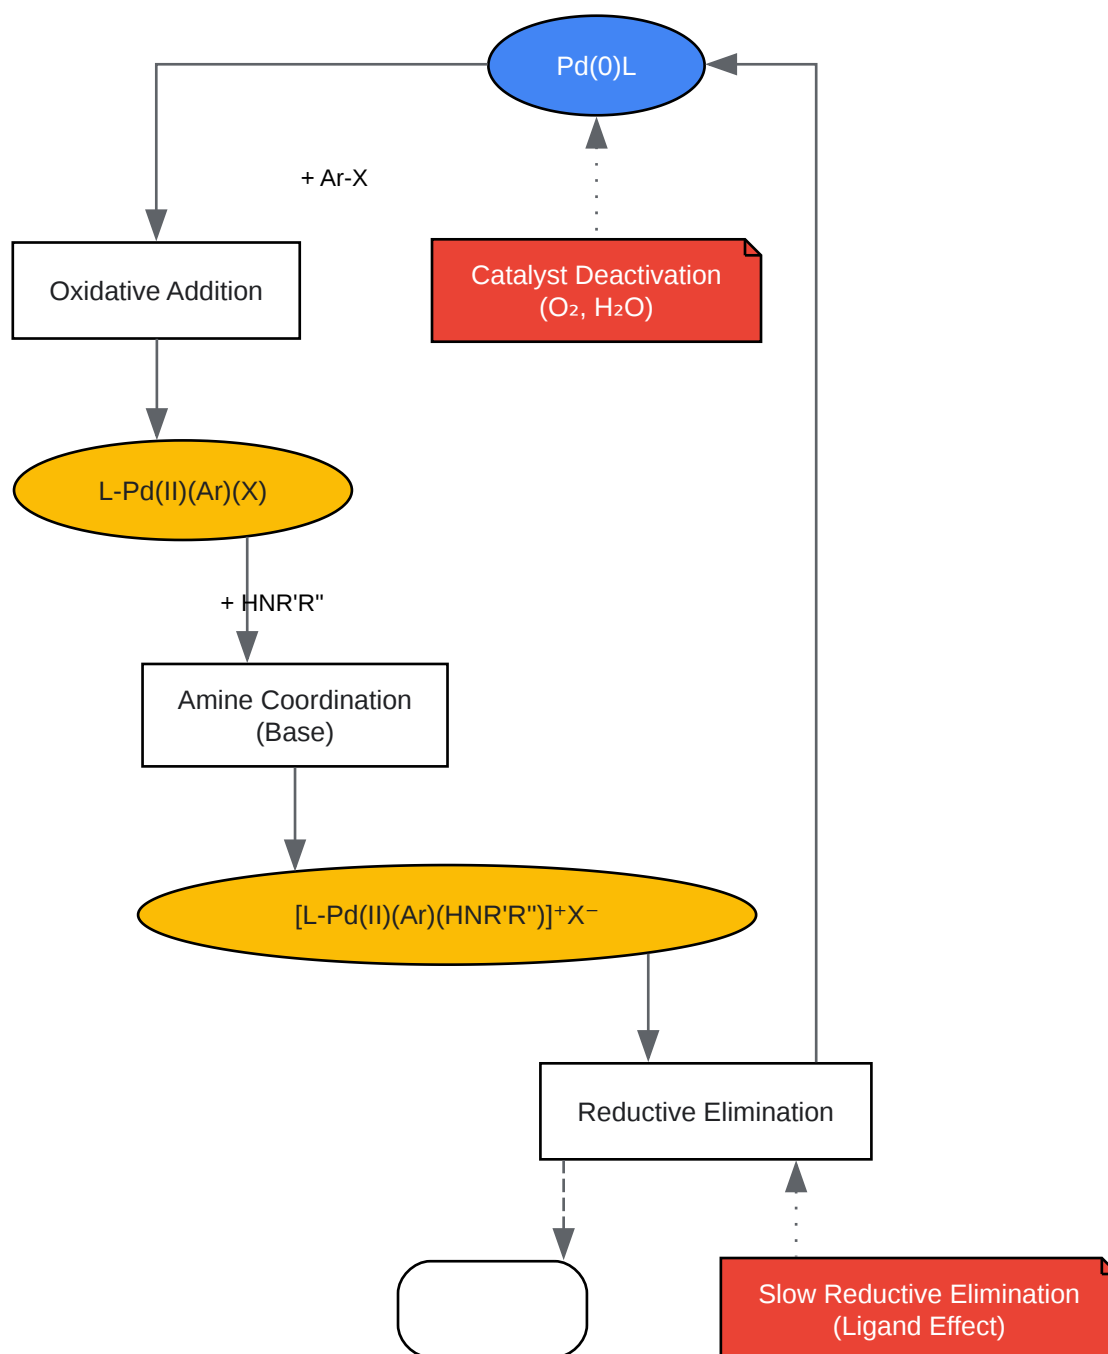 Pd(0)L
+ Ar-X
Catalyst Deactivation
(O₂, H₂O)
Oxidative Addition
L-Pd(II)(Ar)(X)
+ HNR'R"
Amine Coordination
(Base)
[L-Pd(II)(Ar)(HNR'R")]⁺X⁻
Reductive Elimination
Slow Reductive Elimination
(Ligand Effect)